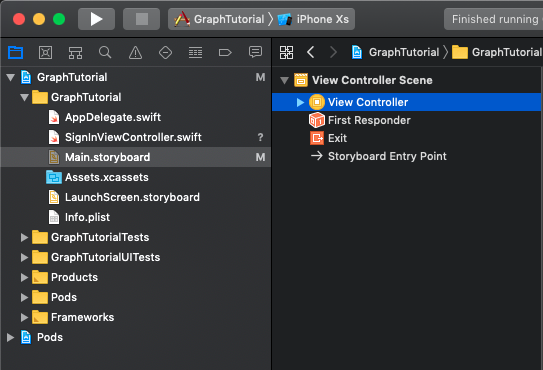 GraphTutorial iPhone Xs Finished running
GraphTutorial GraphTutorial
GraphTutorial M
GraphTutorial
AppDelegate.swift
SignInViewController.swift ?
Main.storyboard M
Assets.xcassets
LaunchScreen.storyboard
Info.plist
GraphTutorialTests
GraphTutorialUITests
Products
Pods
Frameworks
Pods
View Controller Scene
View Controller
First Responder
Exit
Storyboard Entry Point